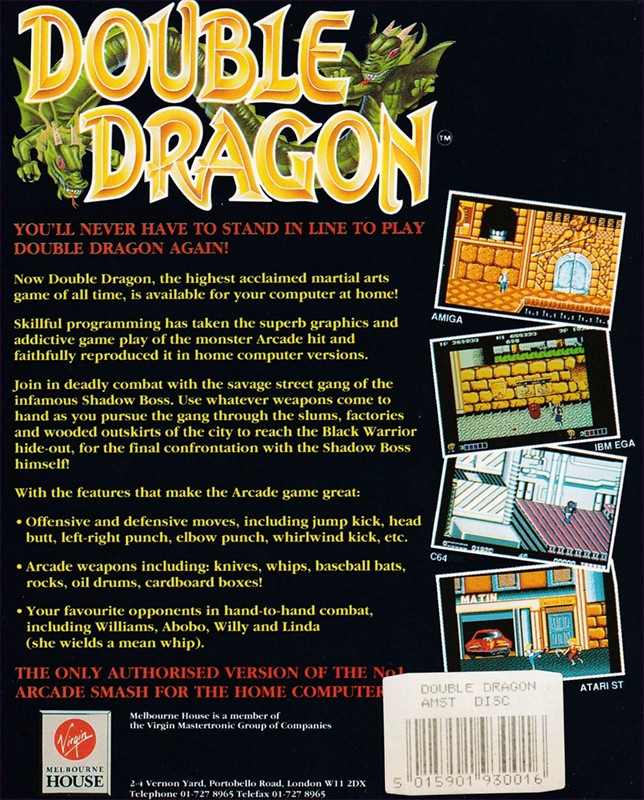 DOUBLE
DRAGON
TM
YOU'LL NEVER HAVE TO STAND IN LINE TO PLAY
DOUBLE DRAGON AGAIN!
Now Double Dragon, the highest acclaimed martial arts
game of all time, is available for your computer at home!
Skillful programming has taken the superb graphics and
addictive game play of the monster Arcade hit and
faithfully reproduced it in home computer versions.
Join in deadly combat with the savage street gang of the
infamous Shadow Boss. Use whatever weapons come to
hand as you pursue the gang through the slums, factories
and wooded outskirts of the city to reach the Black Warrior
hide-out, for the final confrontation with the Shadow Boss
himself!
With the features that make the Arcade game great:
• Offensive and defensive moves, including jump kick, head
butt, left-right punch, elbow punch, whirlwind kick, etc.
• Arcade weapons including: knives, whips, baseball bats,
rocks, oil drums, cardboard boxes!
• Your favourite opponents in hand-to-hand combat,
including Williams, Abobo, Willy and Linda
(she wields a mean whip).
THE ONLY AUTHORISED VERSION OF THE No1
ARCADE SMASH FOR THE HOME COMPUTER
AMIGA
IBM EGA
C64
MATIN
ATARI ST
Virgin
MELBOURNE
HOUSE
Melbourne House is a member of
the Virgin Mastertronic Group of Companies
2-4 Vernon Yard, Portobello Road, London W11 2DX
Telephone 01-727 8965 Telefax 01-727 8965
DOUBLE DRAGON
AMST DISC
5 015901 930016